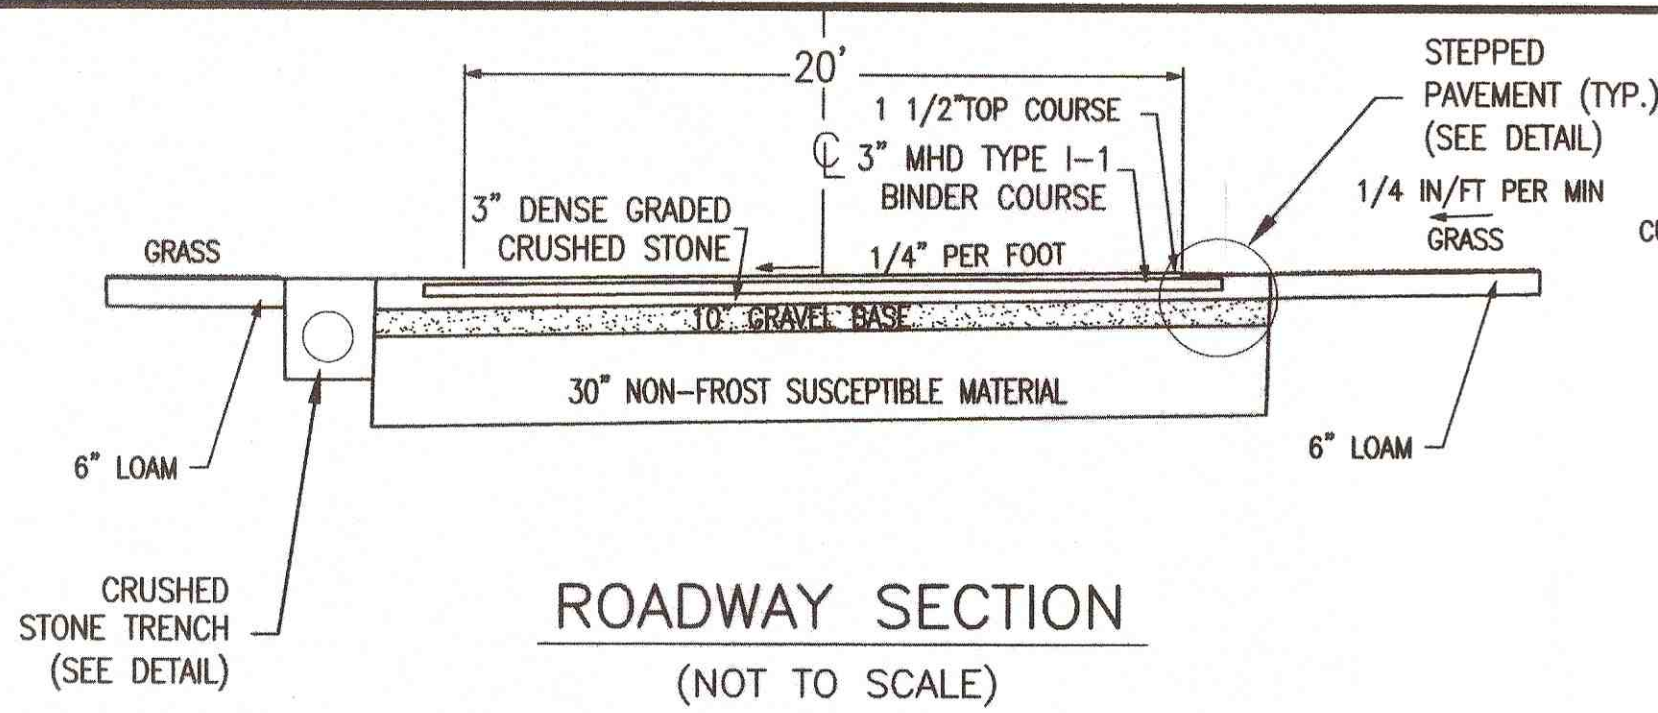 20'
STEPPED
PAVEMENT (TYP.)
(SEE DETAIL)
1 1/2"TOP COURSE
℄ 3" MHD TYPE I-1
BINDER COURSE
1/4 IN/FT PER MIN
GRASS
3" DENSE GRADED
CRUSHED STONE
1/4" PER FOOT
GRASS
10" GRAVEL BASE
30" NON-FROST SUSCEPTIBLE MATERIAL
6" LOAM
6" LOAM
CRUSHED
STONE TRENCH
(SEE DETAIL)
ROADWAY SECTION
(NOT TO SCALE)